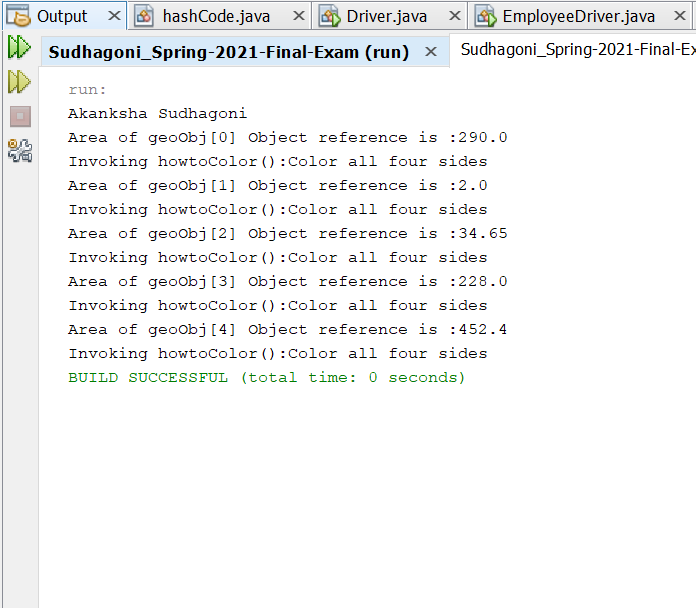 Output
hashCode.java
Driver.java
EmployeeDriver.java
Sudhagoni_Spring-2021-Final-Exam (run)
Sudhagoni_Spring-2021-Final-Ex
run:
Akanksha Sudhagoni
Area of geoObj[0] Object reference is :290.0
Invoking howtoColor():Color all four sides
Area of geoObj[1] Object reference is :2.0
Invoking howtoColor():Color all four sides
Area of geoObj[2] Object reference is :34.65
Invoking howtoColor():Color all four sides
Area of geoObj[3] Object reference is :228.0
Invoking howtoColor():Color all four sides
Area of geoObj[4] Object reference is :452.4
Invoking howtoColor():Color all four sides
BUILD SUCCESSFUL (total time: 0 seconds)